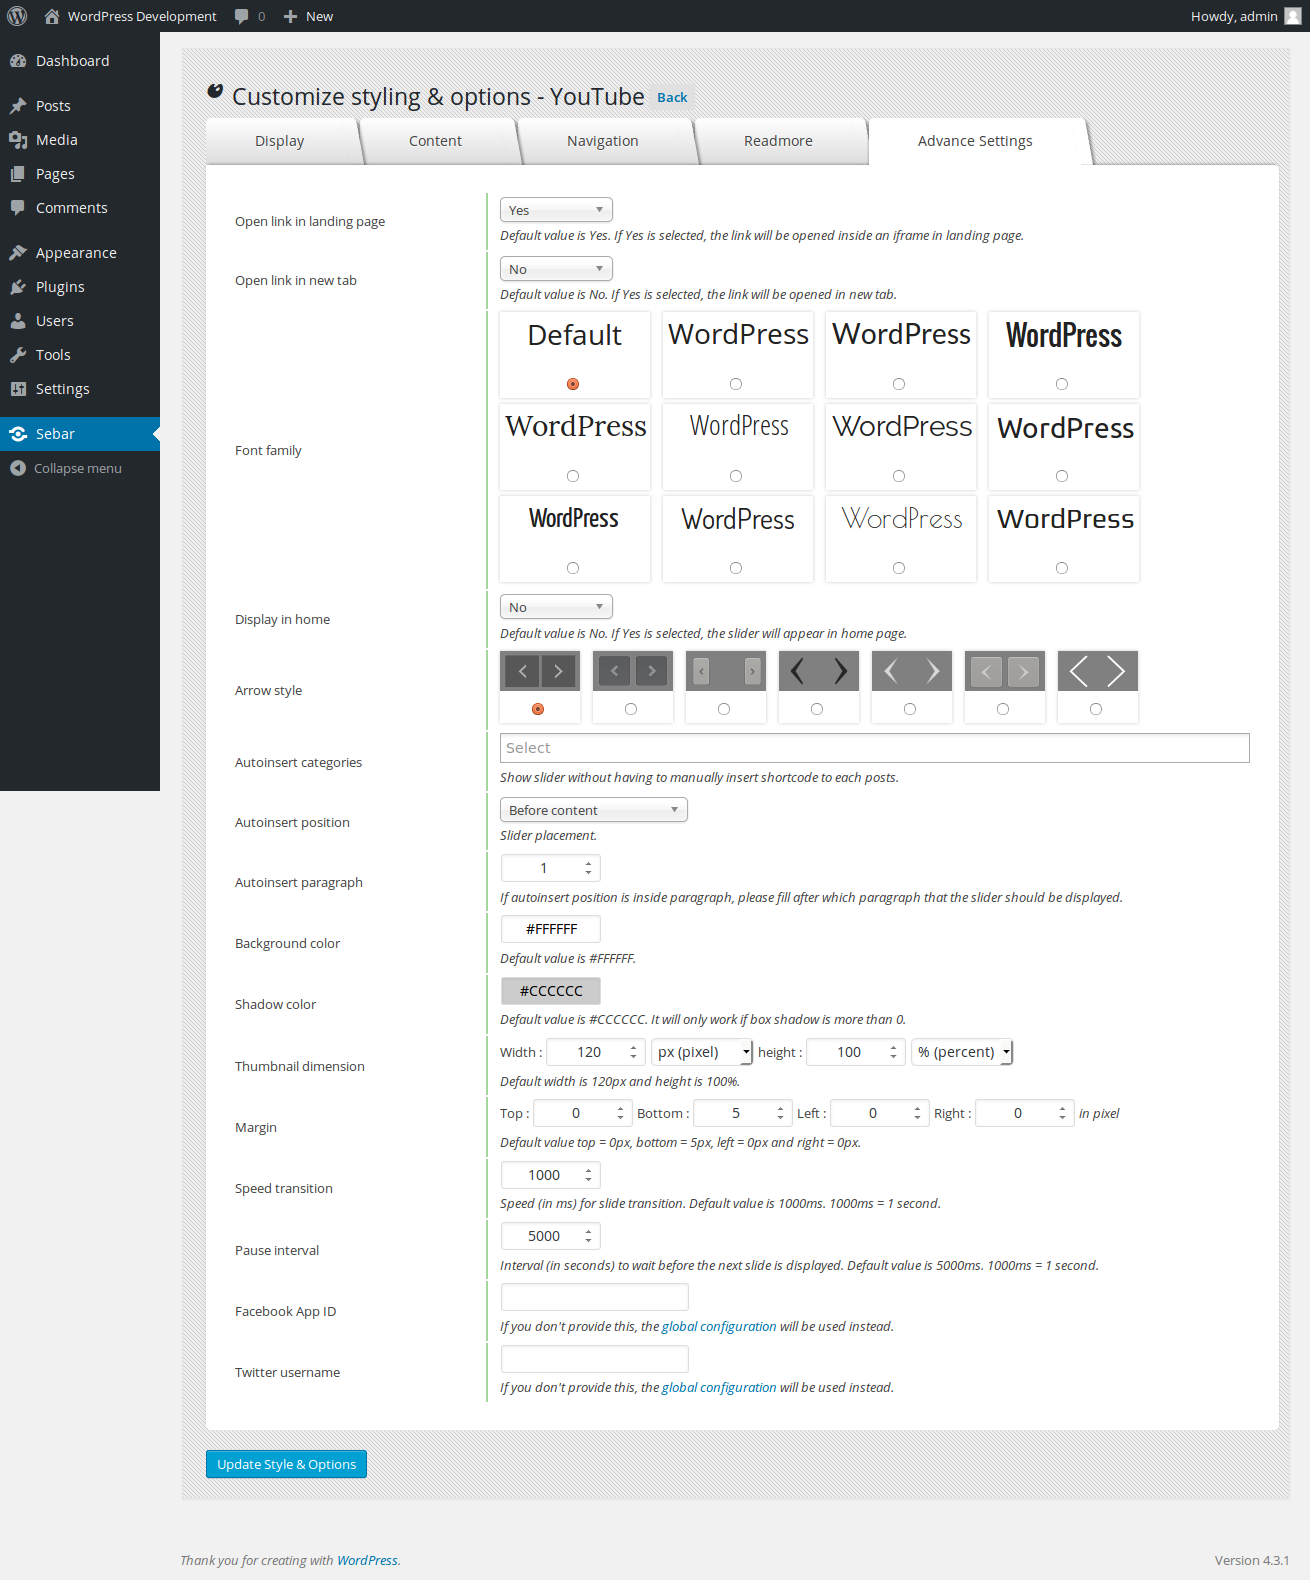 WordPress Development 0 New Howdy, admin
Dashboard
Posts
Media
Pages
Comments
Appearance
Plugins
Users
Tools
Settings
Sebar
Collapse menu
Customize styling & options - YouTube Back
Display Content Navigation Readmore Advance Settings
Open link in landing page Yes
Default value is Yes. If Yes is selected, the link will be opened inside an iframe in landing page.
Open link in new tab No
Default value is No. If Yes is selected, the link will be opened in new tab.
Font family
Default WordPress WordPress WordPress
WordPress WordPress WordPress WordPress
WordPress WordPress WordPress WordPress
Display in home No
Default value is No. If Yes is selected, the slider will appear in home page.
Arrow style
Autoinsert categories Select
Show slider without having to manually insert shortcode to each posts.
Autoinsert position Before content
Slider placement.
Autoinsert paragraph 1
If autoinsert position is inside paragraph, please fill after which paragraph that the slider should be displayed.
Background color #FFFFFF
Default value is #FFFFFF.
Shadow color #CCCCCC
Default value is #CCCCCC. It will only work if box shadow is more than 0.
Thumbnail dimension Width : 120 px (pixel) height : 100 % (percent)
Default width is 120px and height is 100%.
Margin Top : 0 Bottom : 5 Left : 0 Right : 0 in pixel
Default value top = 0px, bottom = 5px, left = 0px and right = 0px.
Speed transition 1000
Speed (in ms) for slide transition. Default value is 1000ms. 1000ms = 1 second.
Pause interval 5000
Interval (in seconds) to wait before the next slide is displayed. Default value is 5000ms. 1000ms = 1 second.
Facebook App ID
If you don't provide this, the global configuration will be used instead.
Twitter username
If you don't provide this, the global configuration will be used instead.
Update Style & Options
Thank you for creating with WordPress. Version 4.3.1